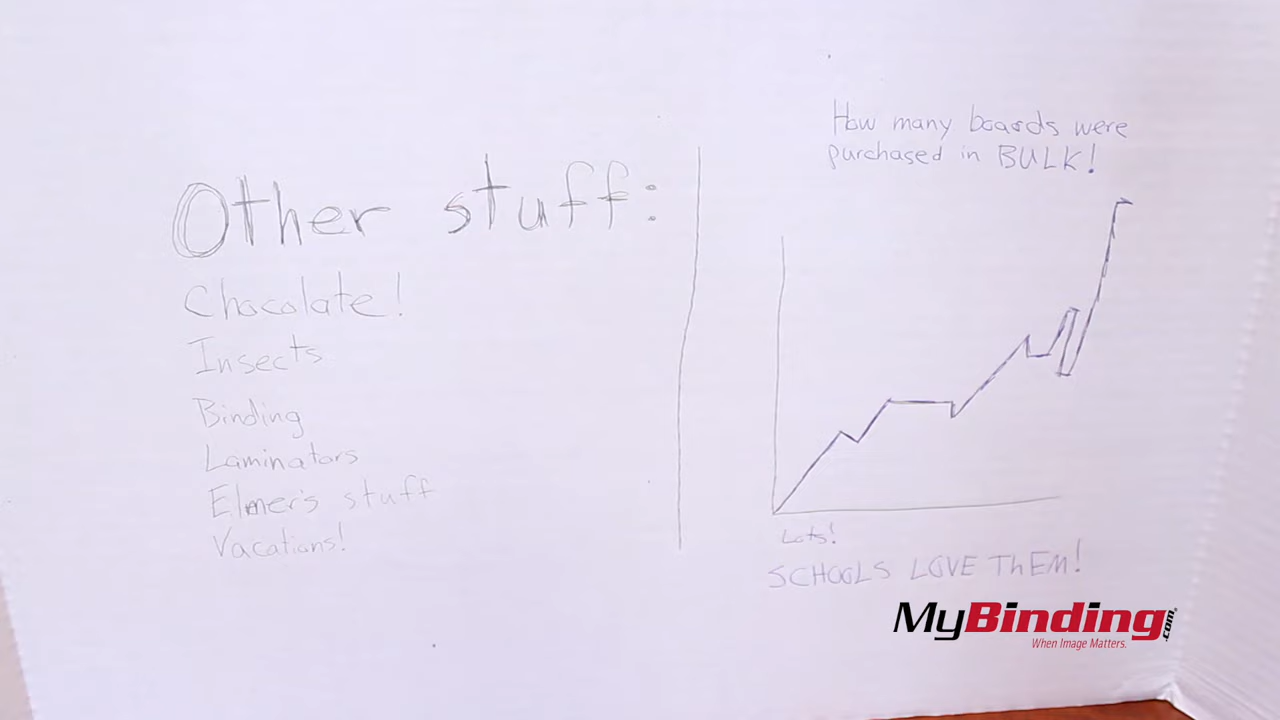 Other stuff:
Chocolate!
Insects
Binding
Laminators
Elmer's stuff
Vacations!
How many boards were
purchased in BULK!
Lots!
SCHOOLS LOVE THEM!
MyBinding.com®
When Image Matters.